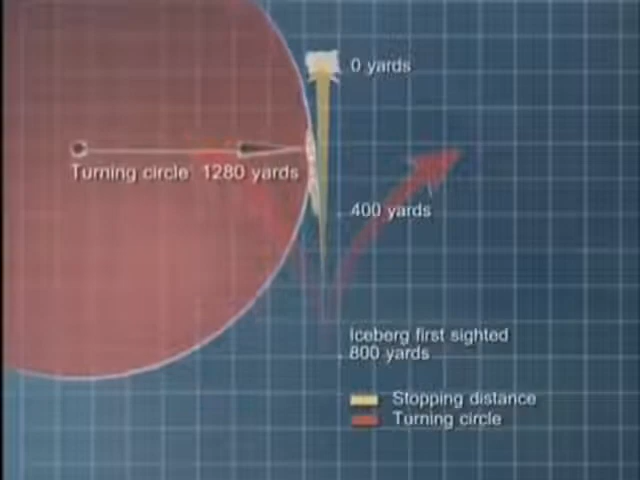 0 yards
Turning circle 1280 yards
400 yards
Iceberg first sighted
800 yards
Stopping distance
Turning circle